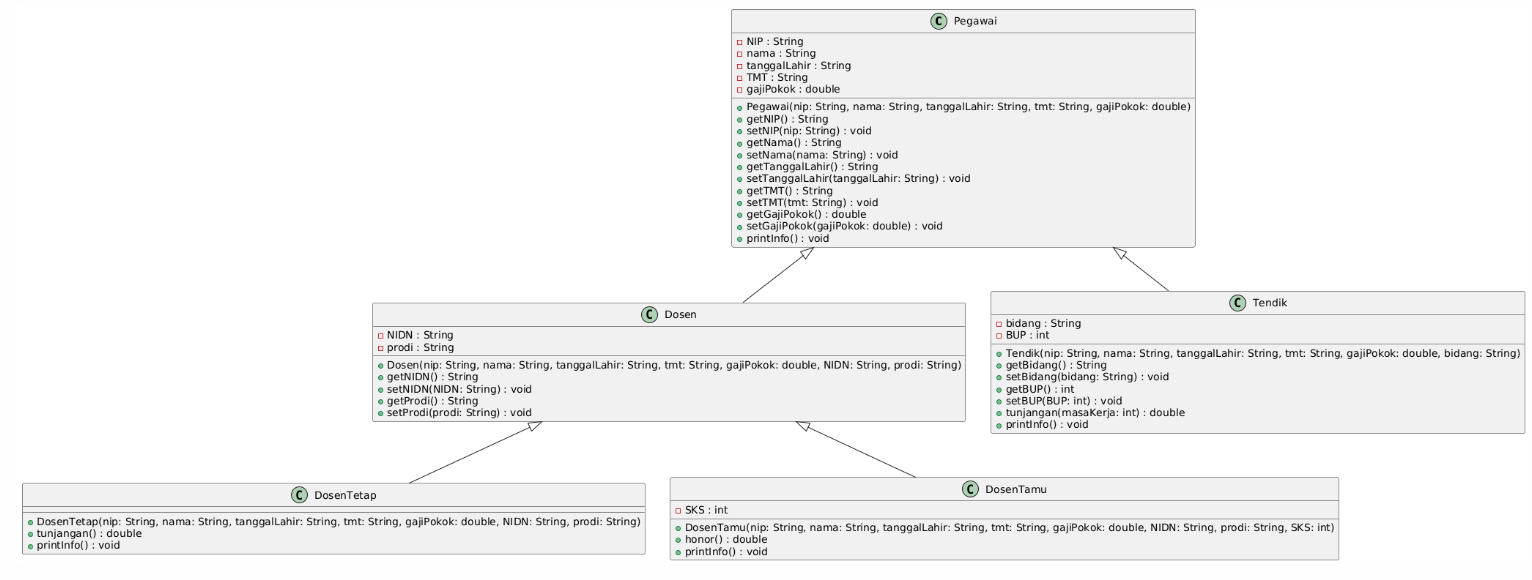 C Pegawai
NIP : String
nama : String
tanggalLahir : String
TMT : String
gajiPokok : double
Pegawai(nip: String, nama: String, tanggalLahir: String, tmt: String, gajiPokok: double)
getNIP() : String
setNIP(nip: String) : void
getNama() : String
setNama(nama: String) : void
getTanggalLahir() : String
setTanggalLahir(tanggalLahir: String) : void
getTMT() : String
setTMT(tmt: String) : void
getGajiPokok() : double
setGajiPokok(gajiPokok: double) : void
printInfo() : void
C Dosen
NIDN : String
prodi : String
Dosen(nip: String, nama: String, tanggalLahir: String, tmt: String, gajiPokok: double, NIDN: String, prodi: String)
getNIDN() : String
setNIDN(NIDN: String) : void
getProdi() : String
setProdi(prodi: String) : void
C Tendik
bidang : String
BUP : int
Tendik(nip: String, nama: String, tanggalLahir: String, tmt: String, gajiPokok: double, bidang: String)
getBidang() : String
setBidang(bidang: String) : void
getBUP() : int
setBUP(BUP: int) : void
tunjangan(masaKerja: int) : double
printInfo() : void
C DosenTetap
DosenTetap(nip: String, nama: String, tanggalLahir: String, tmt: String, gajiPokok: double, NIDN: String, prodi: String)
tunjangan() : double
printInfo() : void
C DosenTamu
SKS : int
DosenTamu(nip: String, nama: String, tanggalLahir: String, tmt: String, gajiPokok: double, NIDN: String, prodi: String, SKS: int)
honor() : double
printInfo() : void